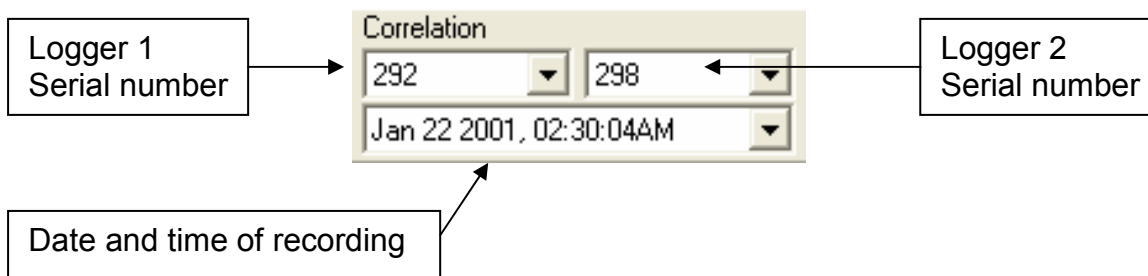 Logger 1
Serial number
Correlation
292
298
Jan 22 2001, 02:30:04AM
Logger 2
Serial number
Date and time of recording